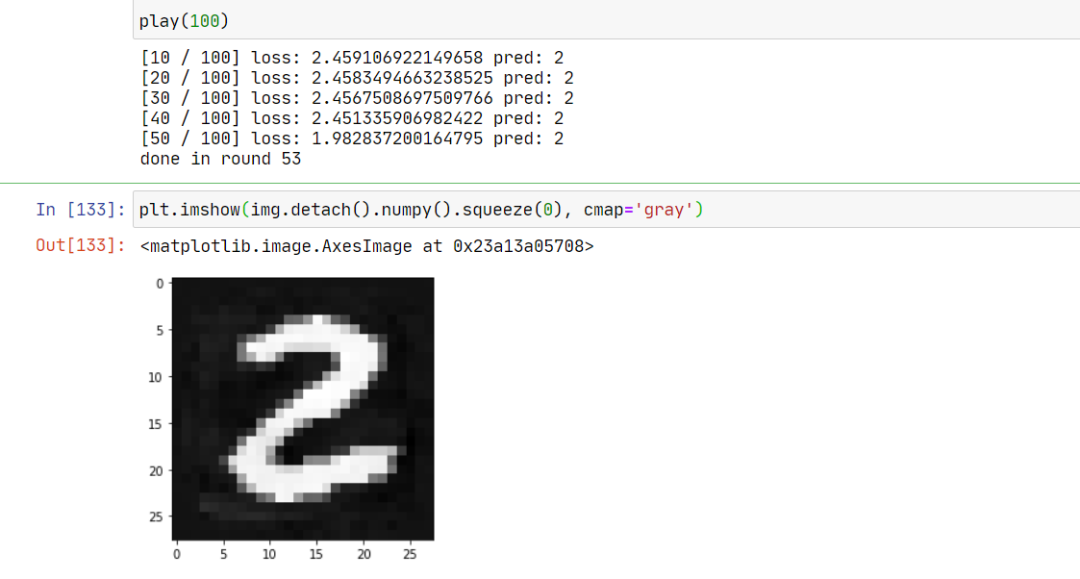 play(100)
[10 / 100] loss: 2.459106922149658 pred: 2
[20 / 100] loss: 2.4583494663238525 pred: 2
[30 / 100] loss: 2.4567508697509766 pred: 2
[40 / 100] loss: 2.451335906982422 pred: 2
[50 / 100] loss: 1.982837200164795 pred: 2
done in round 53
In [133]: plt.imshow(img.detach().numpy().squeeze(0), cmap='gray')
Out[133]: <matplotlib.image.AxesImage at 0x23a13a05708>
0
5
10
15
20
25
0 5 10 15 20 25
2